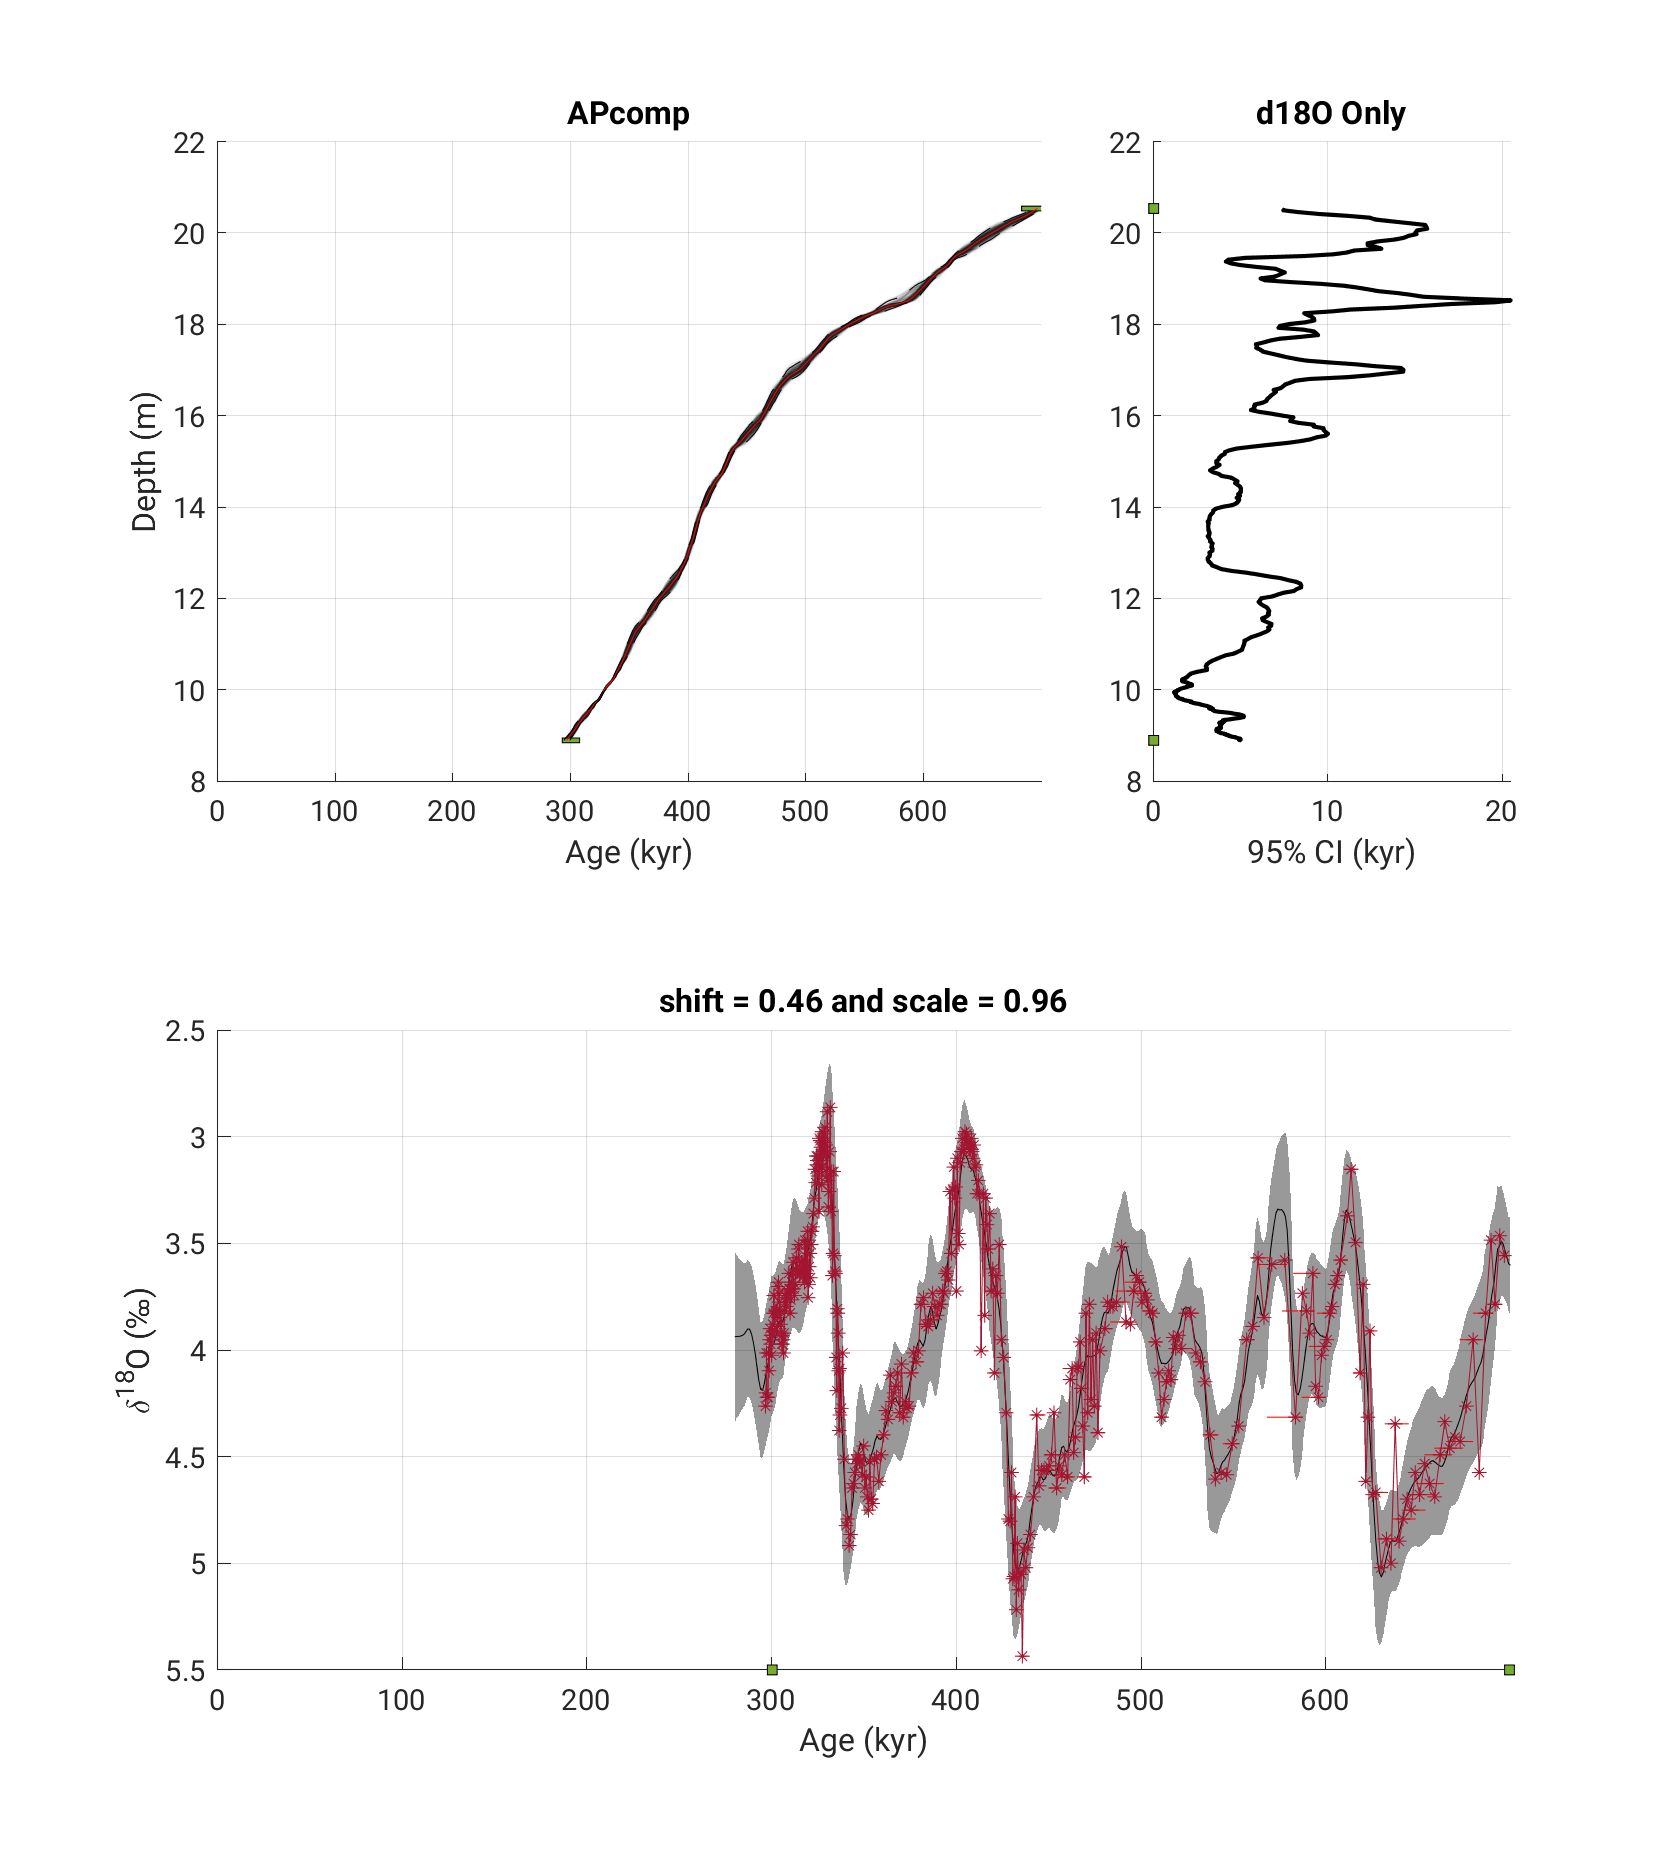 APcomp
d18O Only
22
20
18
16
14
12
10
8
Depth (m)
0 100 200 300 400 500 600
Age (kyr)
22
20
18
16
14
12
10
8
0 10 20
95% CI (kyr)
shift = 0.46 and scale = 0.96
2.5
3
3.5
4
4.5
5
5.5
δ18O (‰)
0 100 200 300 400 500 600
Age (kyr)